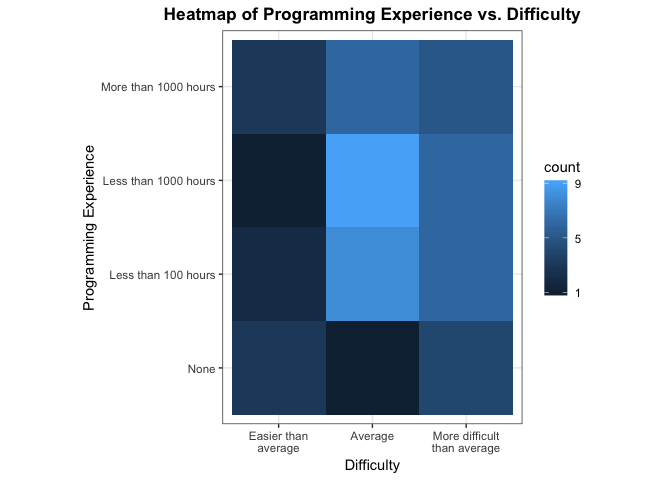 Heatmap of Programming Experience vs. Difficulty
Programming Experience
More than 1000 hours
Less than 1000 hours
Less than 100 hours
None
Easier than
average
Average
More difficult
than average
Difficulty
count
9
5
1